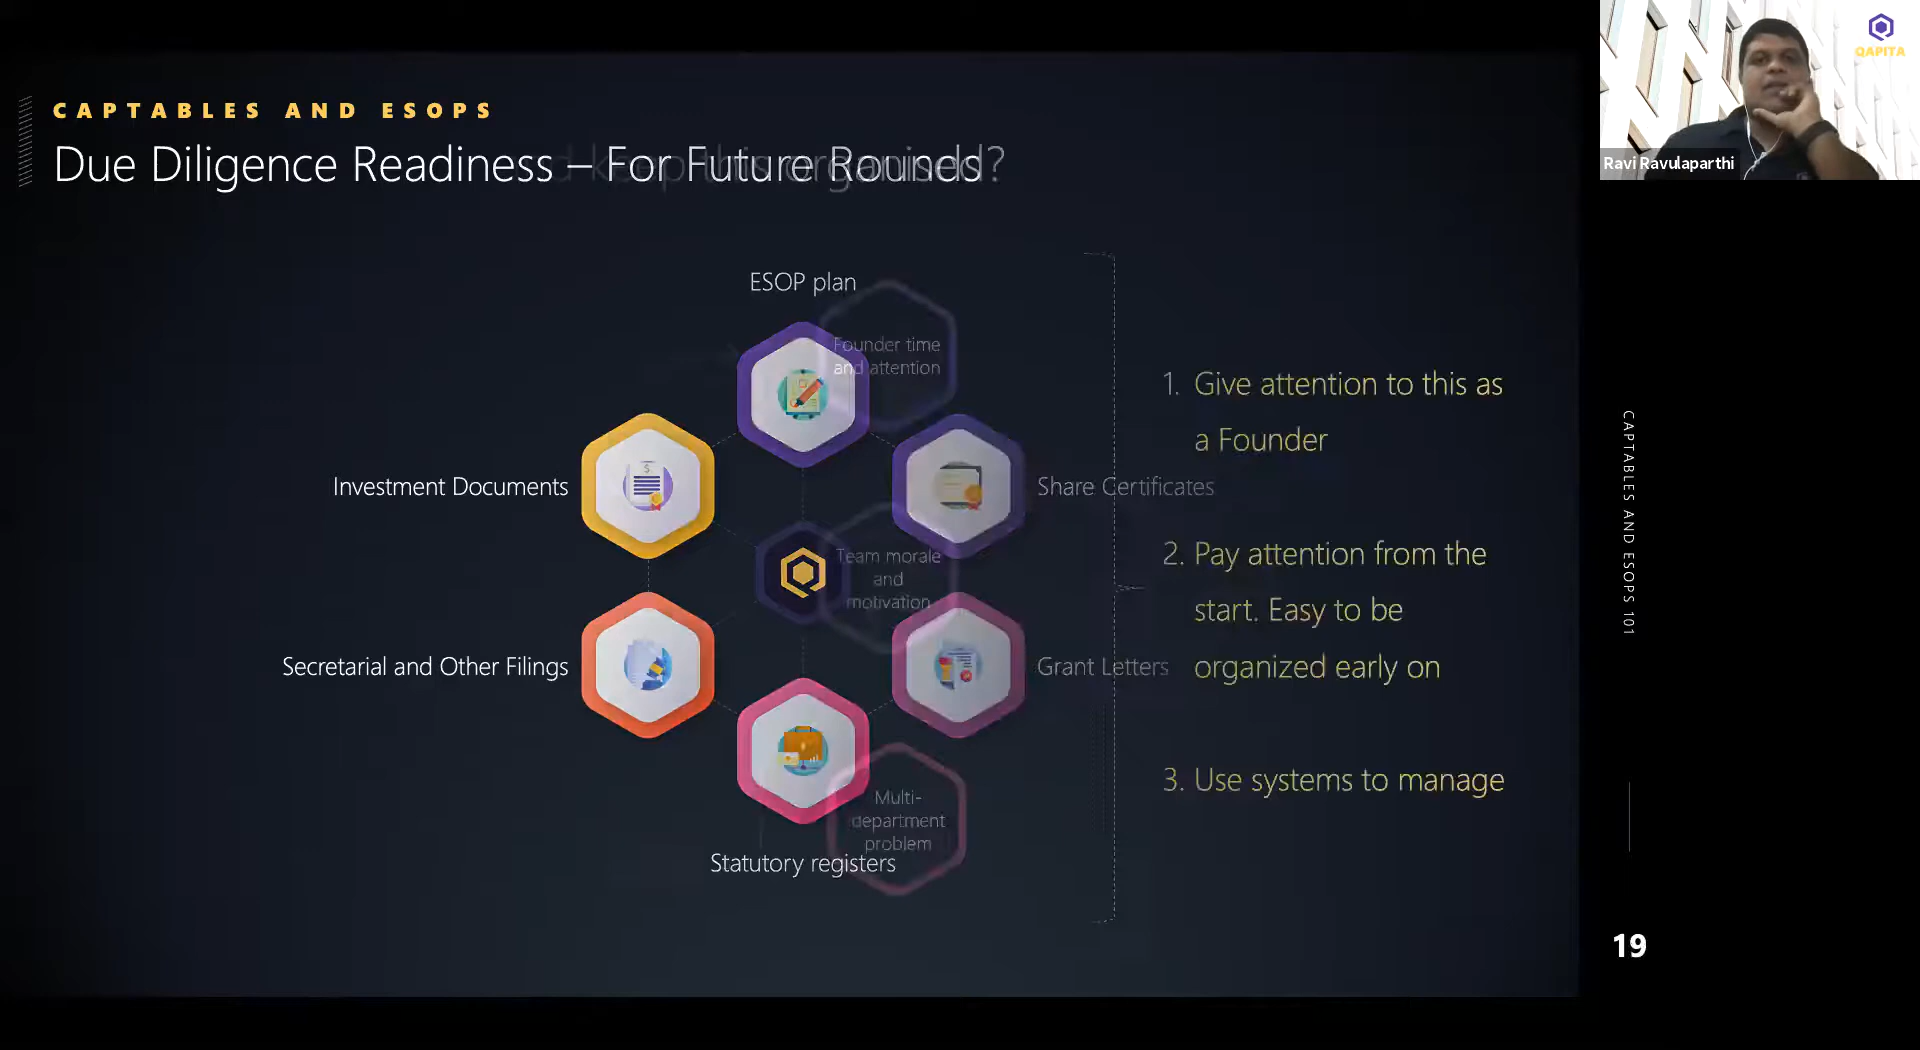 CAPTABLES AND ESOPS
Due Diligence Readiness – For Future Rounds
keep this organised?
QAPITA
Ravi Ravulaparthi
ESOP plan
Founder time
and attention
Investment Documents
Share Certificates
Team morale
and
motivation
Secretarial and Other Filings
Grant Letters
Multi-
department
problem
Statutory registers
1. Give attention to this as
a Founder
2. Pay attention from the
start. Easy to be
organized early on
3. Use systems to manage
CAPTABLES AND ESOPS 101
19